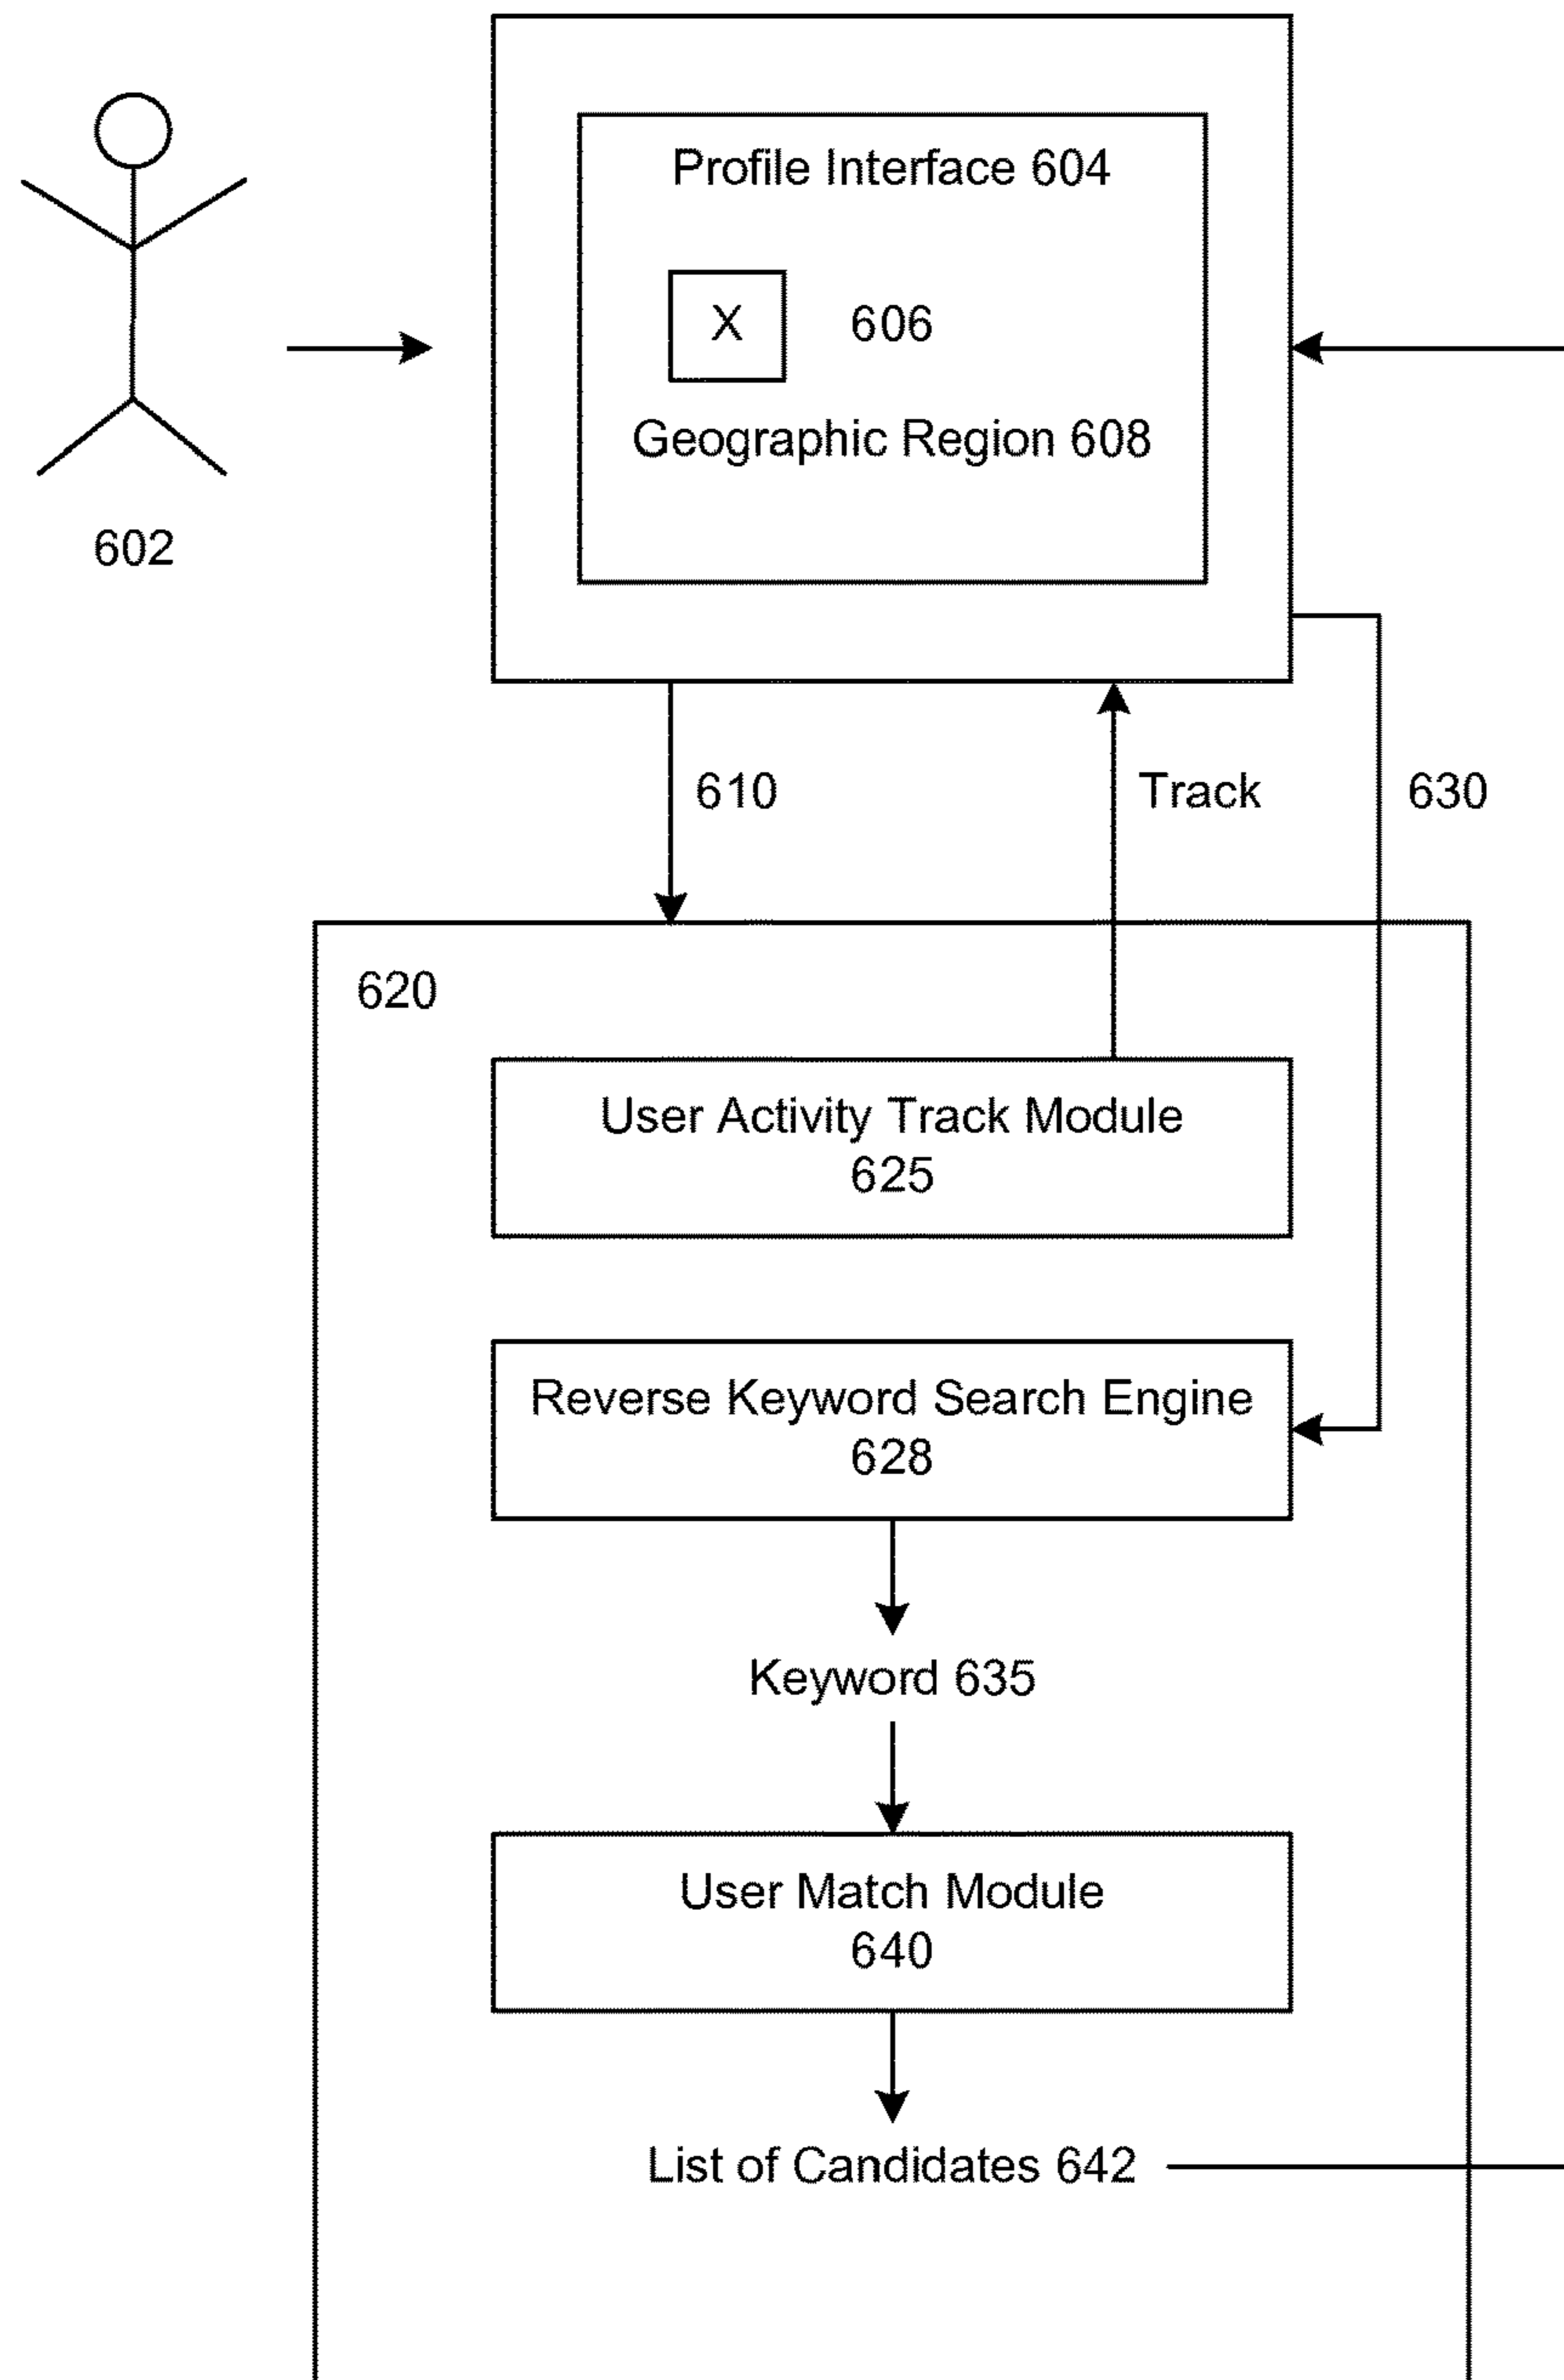 Profile Interface 604
X
606
Geographic Region 608
602
610
Track
630
620
User Activity Track Module
625
Reverse Keyword Search Engine
628
Keyword 635
User Match Module
640
List of Candidates 642